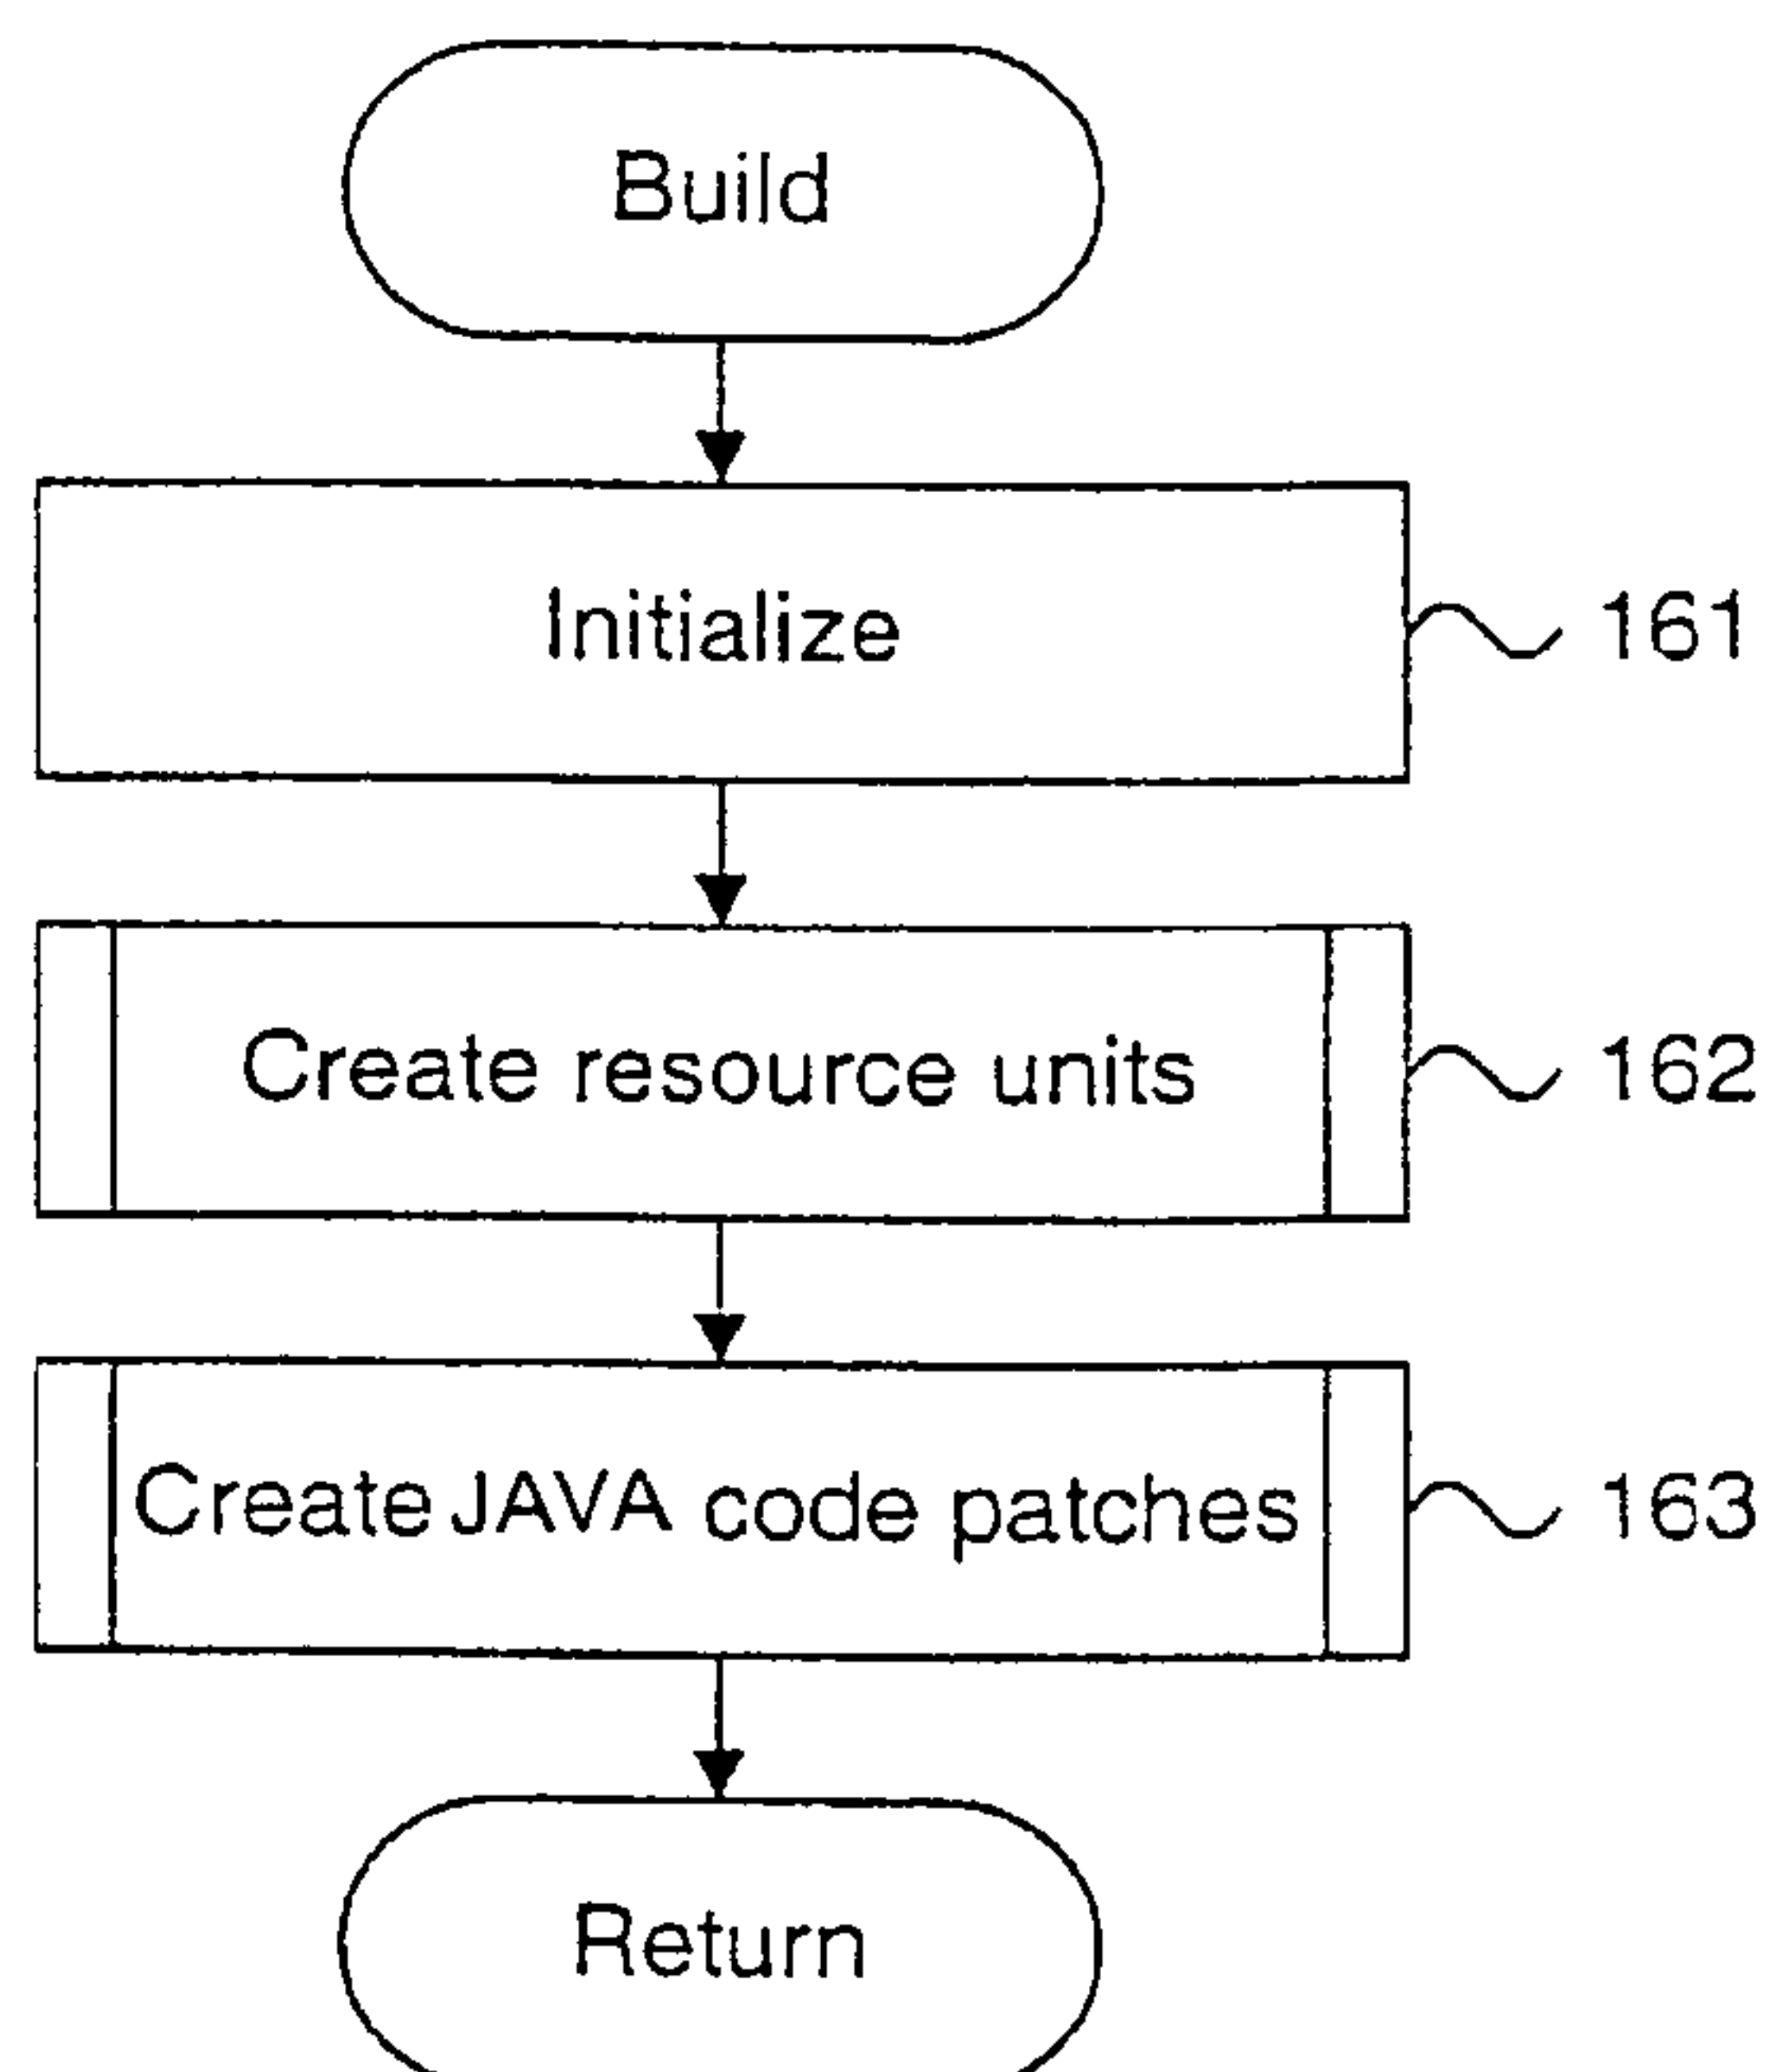 Build
Initialize
161
Create resource units
162
Create JAVA code patches
163
Return